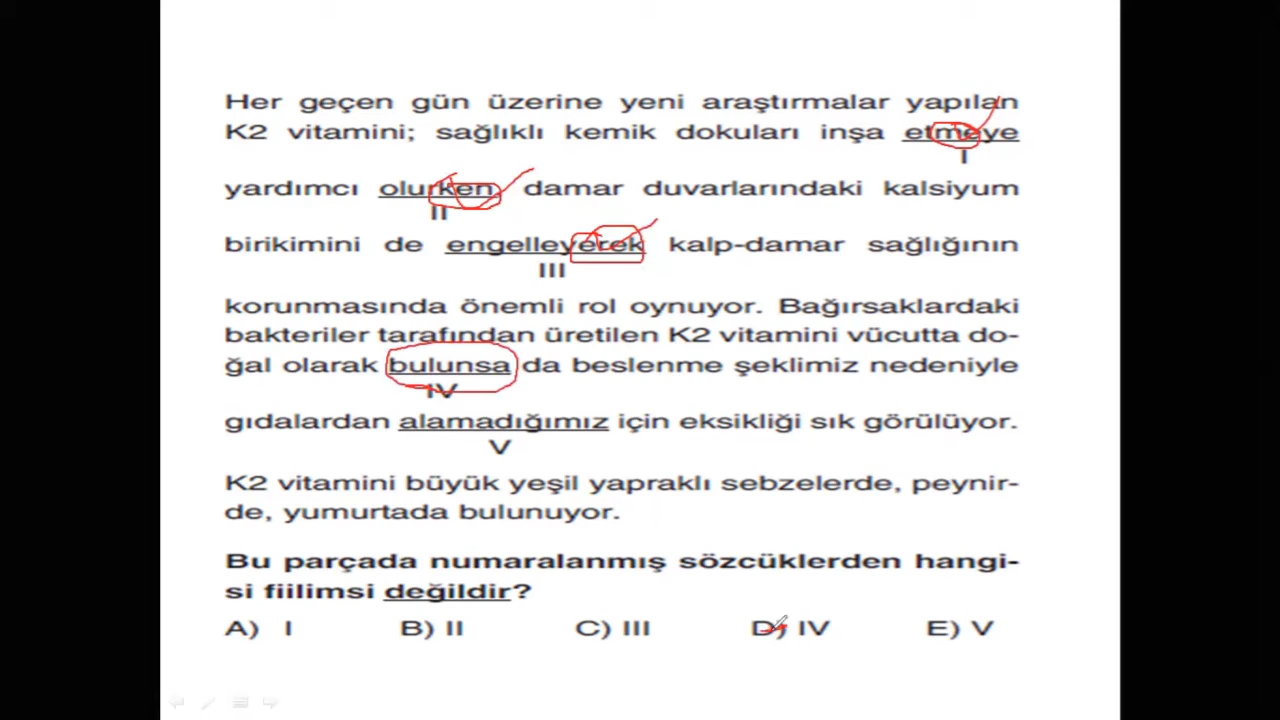 Her geçen gün üzerine yeni araştırmalar yapılan
K2 vitamini; sağlıklı kemik dokuları inşa etmeye
I
yardımcı olurken damar duvarlarındaki kalsiyum
II
birikimini de engelleyerek kalp-damar sağlığının
III
korunmasında önemli rol oynuyor. Bağırsaklardaki
bakteriler tarafından üretilen K2 vitamini vücutta do-
ğal olarak bulunsa da beslenme şeklimiz nedeniyle
IV
gıdalardan alamadığımız için eksikliği sık görülüyor.
V
K2 vitamini büyük yeşil yapraklı sebzelerde, peynir-
de, yumurtada bulunuyor.
Bu parçada numaralanmış sözcüklerden hangi-
si fiilimsi değildir?
A) I B) II C) III D) IV E) V